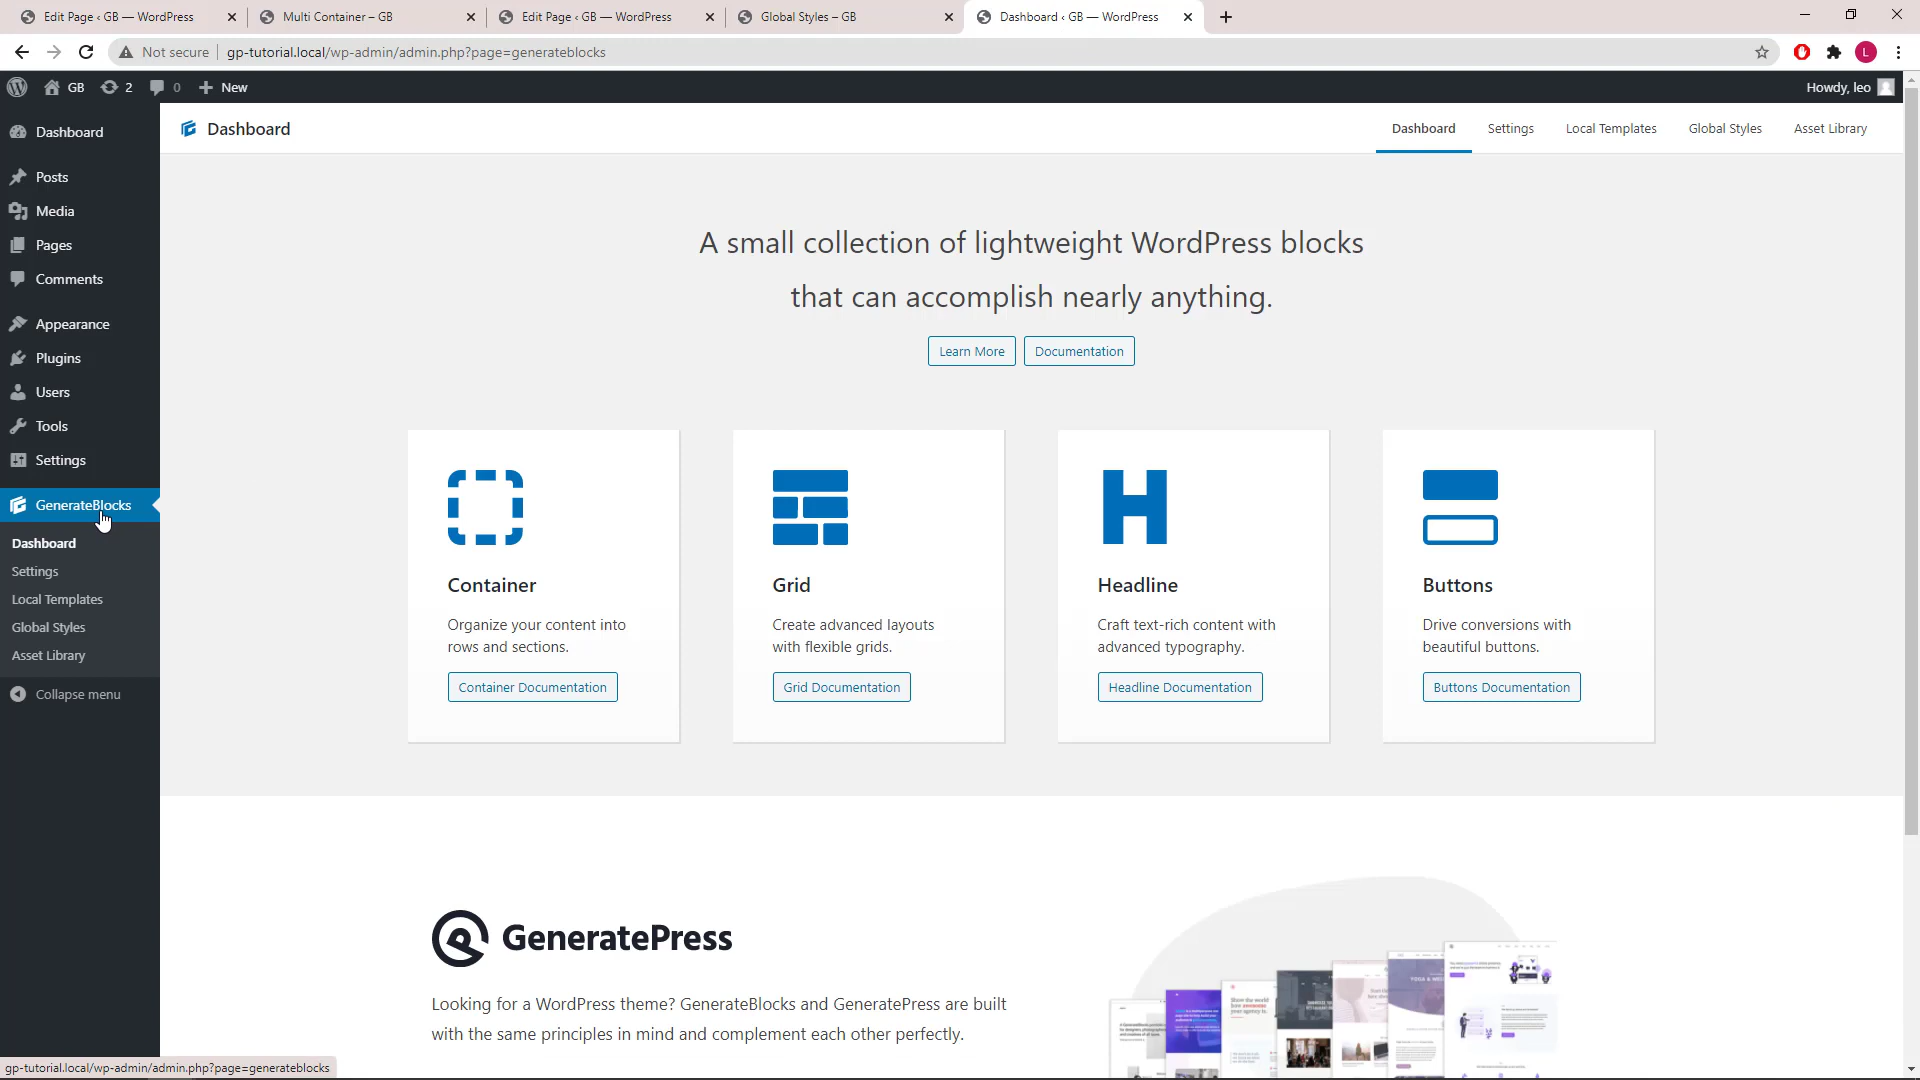 Edit Page ‹ GB — WordPress
Multi Container – GB
Edit Page ‹ GB — WordPress
Global Styles – GB
Dashboard ‹ GB — WordPress
Not secure
gp-tutorial.local/wp-admin/admin.php?page=generateblocks
L
GB
2
0
New
Howdy, leo
Dashboard
Posts
Media
Pages
Comments
Appearance
Plugins
Users
Tools
Settings
GenerateBlocks
Dashboard
Settings
Local Templates
Global Styles
Asset Library
Collapse menu
Dashboard
Dashboard
Settings
Local Templates
Global Styles
Asset Library
A small collection of lightweight WordPress blocks
that can accomplish nearly anything.
Learn More
Documentation
Container
Organize your content into
rows and sections.
Container Documentation
Grid
Create advanced layouts
with flexible grids.
Grid Documentation
Headline
Craft text-rich content with
advanced typography.
Headline Documentation
Buttons
Drive conversions with
beautiful buttons.
Buttons Documentation
GeneratePress
Looking for a WordPress theme? GenerateBlocks and GeneratePress are built
with the same principles in mind and complement each other perfectly.
gp-tutorial.local/wp-admin/admin.php?page=generateblocks